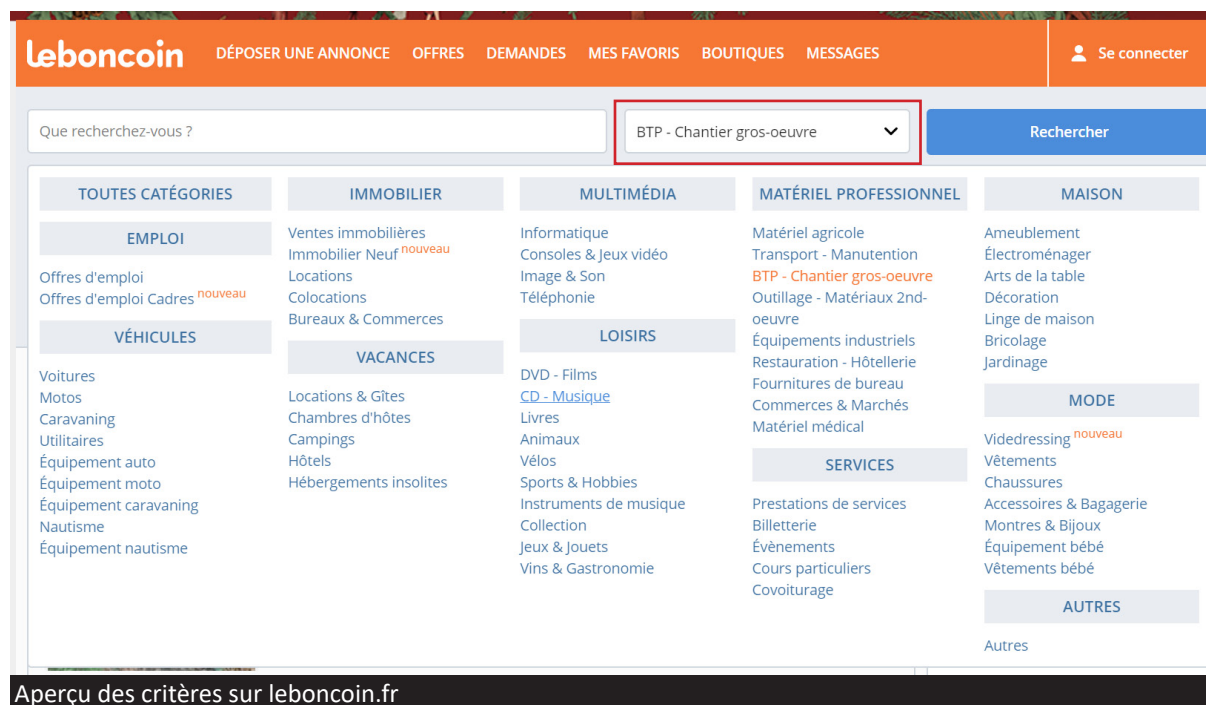 leboncoin DÉPOSER UNE ANNONCE OFFRES DEMANDES MES FAVORIS BOUTIQUES MESSAGES Se connecter
Que recherchez-vous ? BTP - Chantier gros-oeuvre Rechercher
TOUTES CATÉGORIES
EMPLOI
Offres d'emploi
Offres d'emploi Cadres nouveau
VÉHICULES
Voitures
Motos
Caravaning
Utilitaires
Équipement auto
Équipement moto
Équipement caravaning
Nautisme
Équipement nautisme
IMMOBILIER
Ventes immobilières
Immobilier Neuf nouveau
Locations
Colocations
Bureaux & Commerces
VACANCES
Locations & Gîtes
Chambres d'hôtes
Campings
Hôtels
Hébergements insolites
MULTIMÉDIA
Informatique
Consoles & Jeux vidéo
Image & Son
Téléphonie
LOISIRS
DVD - Films
CD - Musique
Livres
Animaux
Vélos
Sports & Hobbies
Instruments de musique
Collection
Jeux & Jouets
Vins & Gastronomie
MATÉRIEL PROFESSIONNEL
Matériel agricole
Transport - Manutention
BTP - Chantier gros-oeuvre
Outillage - Matériaux 2nd-
oeuvre
Équipements industriels
Restauration - Hôtellerie
Fournitures de bureau
Commerces & Marchés
Matériel médical
SERVICES
Prestations de services
Billetterie
Évènements
Cours particuliers
Covoiturage
MAISON
Ameublement
Électroménager
Arts de la table
Décoration
Linge de maison
Bricolage
Jardinage
MODE
Videdressing nouveau
Vêtements
Chaussures
Accessoires & Bagagerie
Montres & Bijoux
Équipement bébé
Vêtements bébé
AUTRES
Autres
Aperçu des critères sur leboncoin.fr